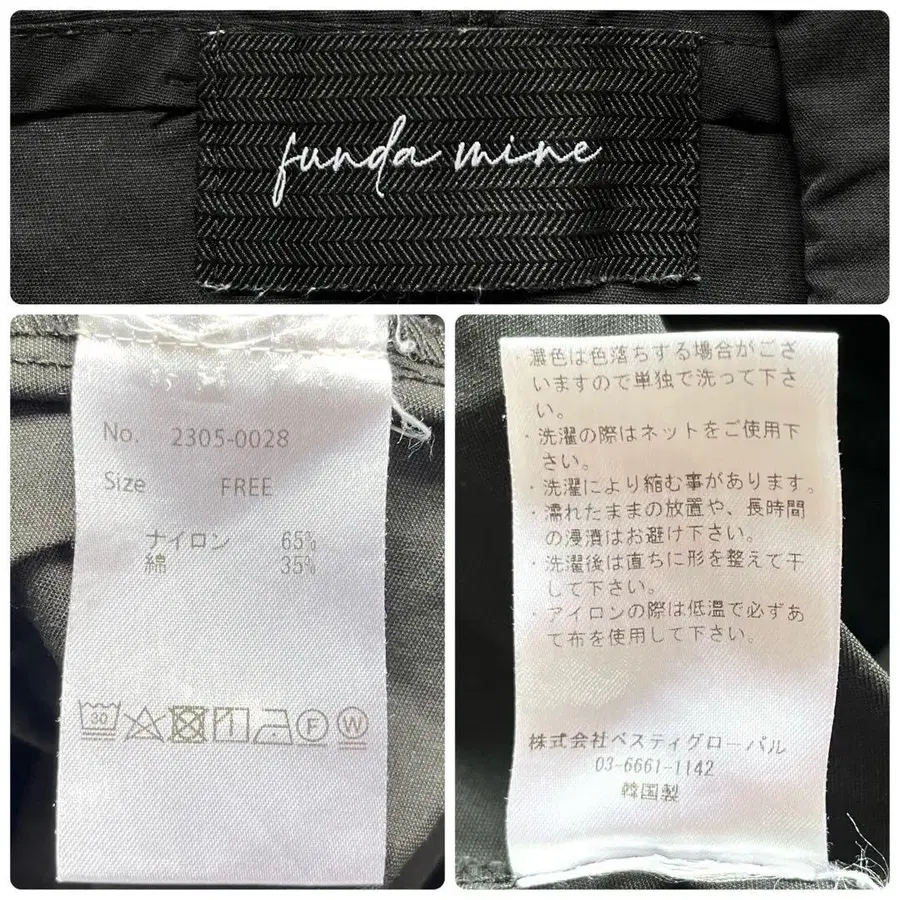 funda mine
No. 2305-0028
Size FREE
ナイロン 65%
綿 35%
30
F
W
濃色は色落ちする場合がござ
いますので単独で洗って下さ
い。
・洗濯の際はネットをご使用下
さい。
・洗濯により縮む事があります。
・濡れたままの放置や、長時間
の浸漬はお避け下さい。
・洗濯後は直ちに形を整えて干
して下さい。
・アイロンの際は低温で必ずあ
て布を使用して下さい。
株式会社ベスティグローバル
03-6661-1142
韓国製